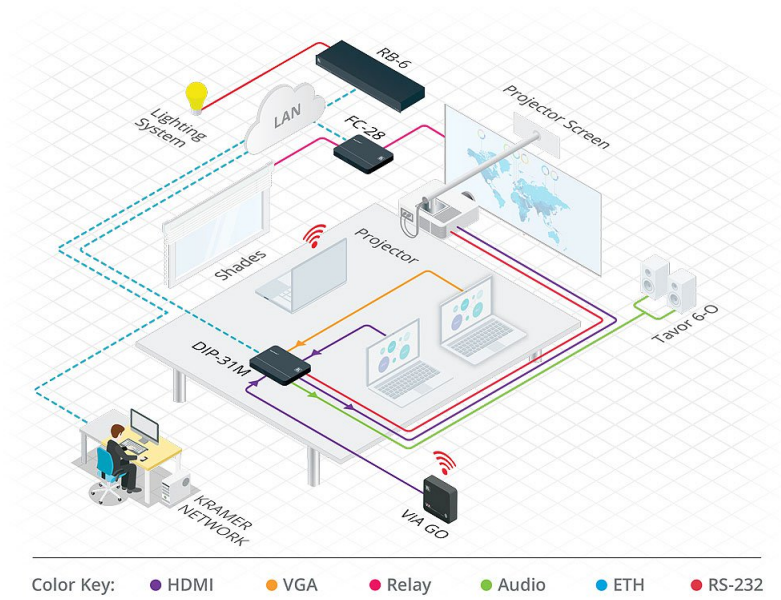 RB-6
Projector Screen
LAN
FC-28
Lighting
System
Projector
Shades
Tavor 6-O
DIP-31M
KRAMER
NETWORK
VIA GO
Color Key: HDMI VGA Relay Audio ETH RS-232